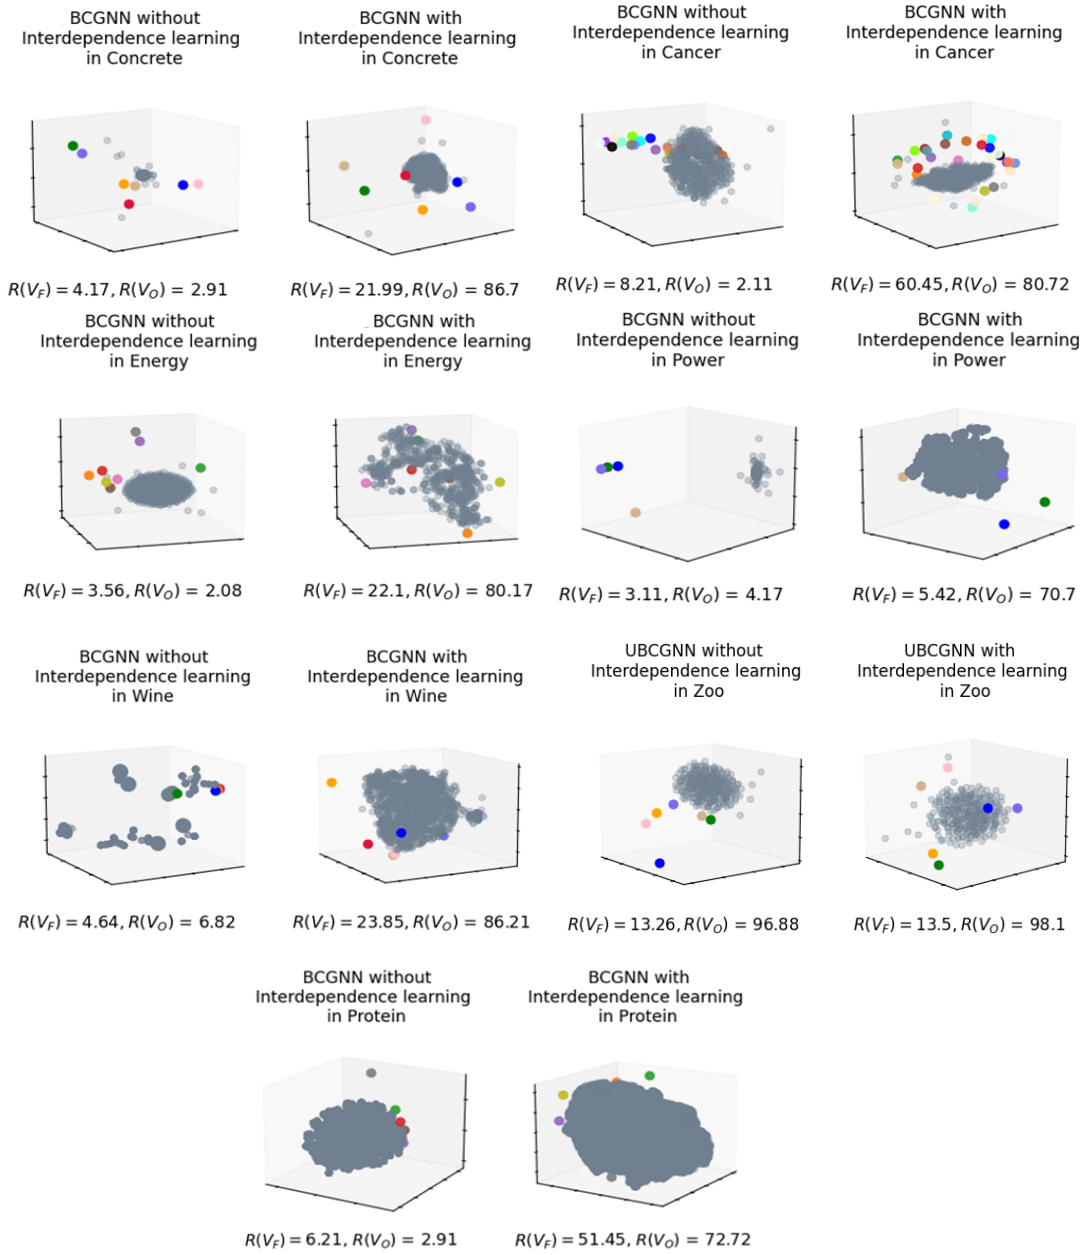 BCGNN without
Interdependence learning
in Concrete
BCGNN with
Interdependence learning
in Concrete
BCGNN without
Interdependence learning
in Cancer
BCGNN with
Interdependence learning
in Cancer
R(V_F) = 4.17, R(V_O) = 2.91
R(V_F) = 21.99, R(V_O) = 86.7
R(V_F) = 8.21, R(V_O) = 2.11
R(V_F) = 60.45, R(V_O) = 80.72
BCGNN without
Interdependence learning
in Energy
BCGNN with
Interdependence learning
in Energy
BCGNN without
Interdependence learning
in Power
BCGNN with
Interdependence learning
in Power
R(V_F) = 3.56, R(V_O) = 2.08
R(V_F) = 22.1, R(V_O) = 80.17
R(V_F) = 3.11, R(V_O) = 4.17
R(V_F) = 5.42, R(V_O) = 70.7
BCGNN without
Interdependence learning
in Wine
BCGNN with
Interdependence learning
in Wine
UBCGNN without
Interdependence learning
in Zoo
UBCGNN with
Interdependence learning
in Zoo
R(V_F) = 4.64, R(V_O) = 6.82
R(V_F) = 23.85, R(V_O) = 86.21
R(V_F) = 13.26, R(V_O) = 96.88
R(V_F) = 13.5, R(V_O) = 98.1
BCGNN without
Interdependence learning
in Protein
BCGNN with
Interdependence learning
in Protein
R(V_F) = 6.21, R(V_O) = 2.91
R(V_F) = 51.45, R(V_O) = 72.72